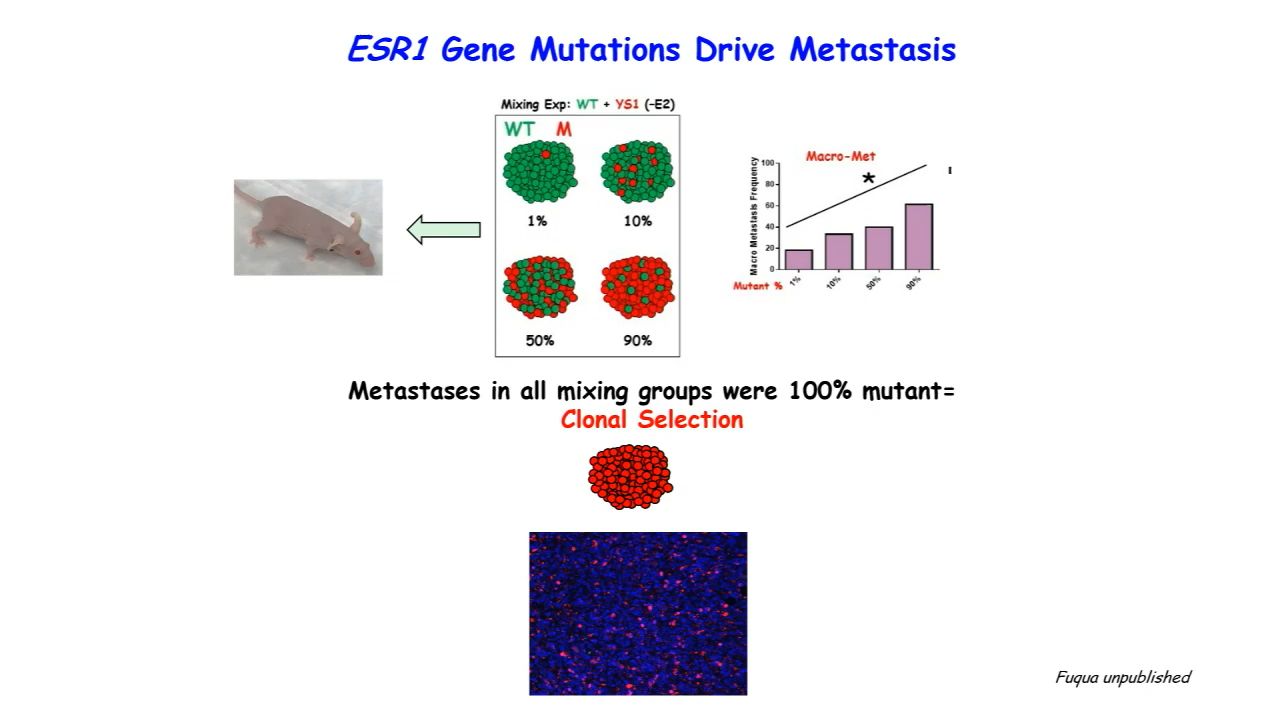 ESR1 Gene Mutations Drive Metastasis
Mixing Exp: WT + YS1 (-E2)
WT M
1% 10%
50% 90%
Macro-Met
*
Macro Metastasis Frequency
100
80
60
40
20
0
Mutant % 1% 10% 50% 90%
Metastases in all mixing groups were 100% mutant=
Clonal Selection
Fuqua unpublished